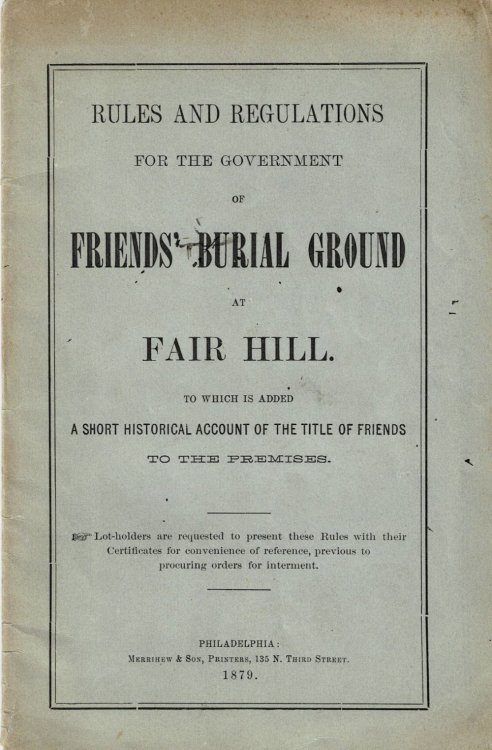 RULES AND REGULATIONS
FOR THE GOVERNMENT
OF
FRIENDS' BURIAL GROUND
AT
FAIR HILL.
TO WHICH IS ADDED
A SHORT HISTORICAL ACCOUNT OF THE TITLE OF FRIENDS
TO THE PREMISES.
☞ Lot-holders are requested to present these Rules with their
Certificates for convenience of reference, previous to
procuring orders for interment.
PHILADELPHIA:
MERRIHEW & SON, PRINTERS, 135 N. THIRD STREET.
1879.